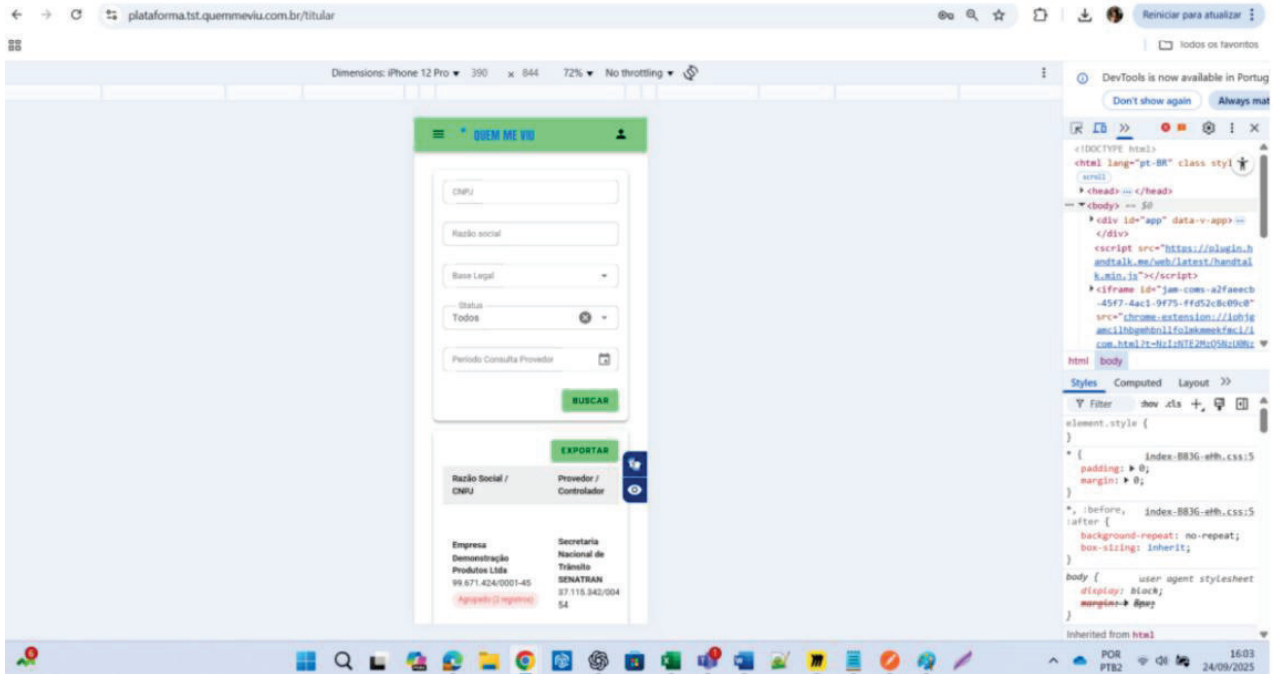 plataforma.tst.quemmeviu.com.br/titular
Reiniciar para atualizar
Todos os favoritos
Dimensions: iPhone 12 Pro 390 x 844 72% No throttling
DevTools is now available in Portug
Don't show again Always mat
QUEM ME VIU
CNPJ
Razão social
Base Legal
Status
Todos
Período Consulta Provedor
BUSCAR
EXPORTAR
Razão Social / CNPJ
Provedor / Controlador
Empresa
Demonstração
Produtos Ltda
99.671.424/0001-45
Agrupado (2 registros)
Secretaria
Nacional de
Trânsito
SENATRAN
37.115.342/004
54
<!DOCTYPE html>
<html lang="pt-BR" class styl
scroll
<head> ... </head>
<body> == $0
<div id="app" data-v-app> ...
</div>
<script src="https://plugin.h
andtalk.me/web/latest/handtal
k.min.js"></script>
<iframe id="jam-coms-a2faeecb
-45f7-4ac1-9f75-ffd52c8c09c0"
html body
Styles Computed Layout
Filter :hov .cls
element.style {
}
* { index-B83G-eHh.css:5
padding: 0;
margin: 0;
}
*, :before, index-B83G-eHh.css:5
:after {
background-repeat: no-repeat;
box-sizing: inherit;
}
body { user agent stylesheet
display: block;
margin: 8px;
}
Inherited from html
6
POR
PTB2
16:03
24/09/2025